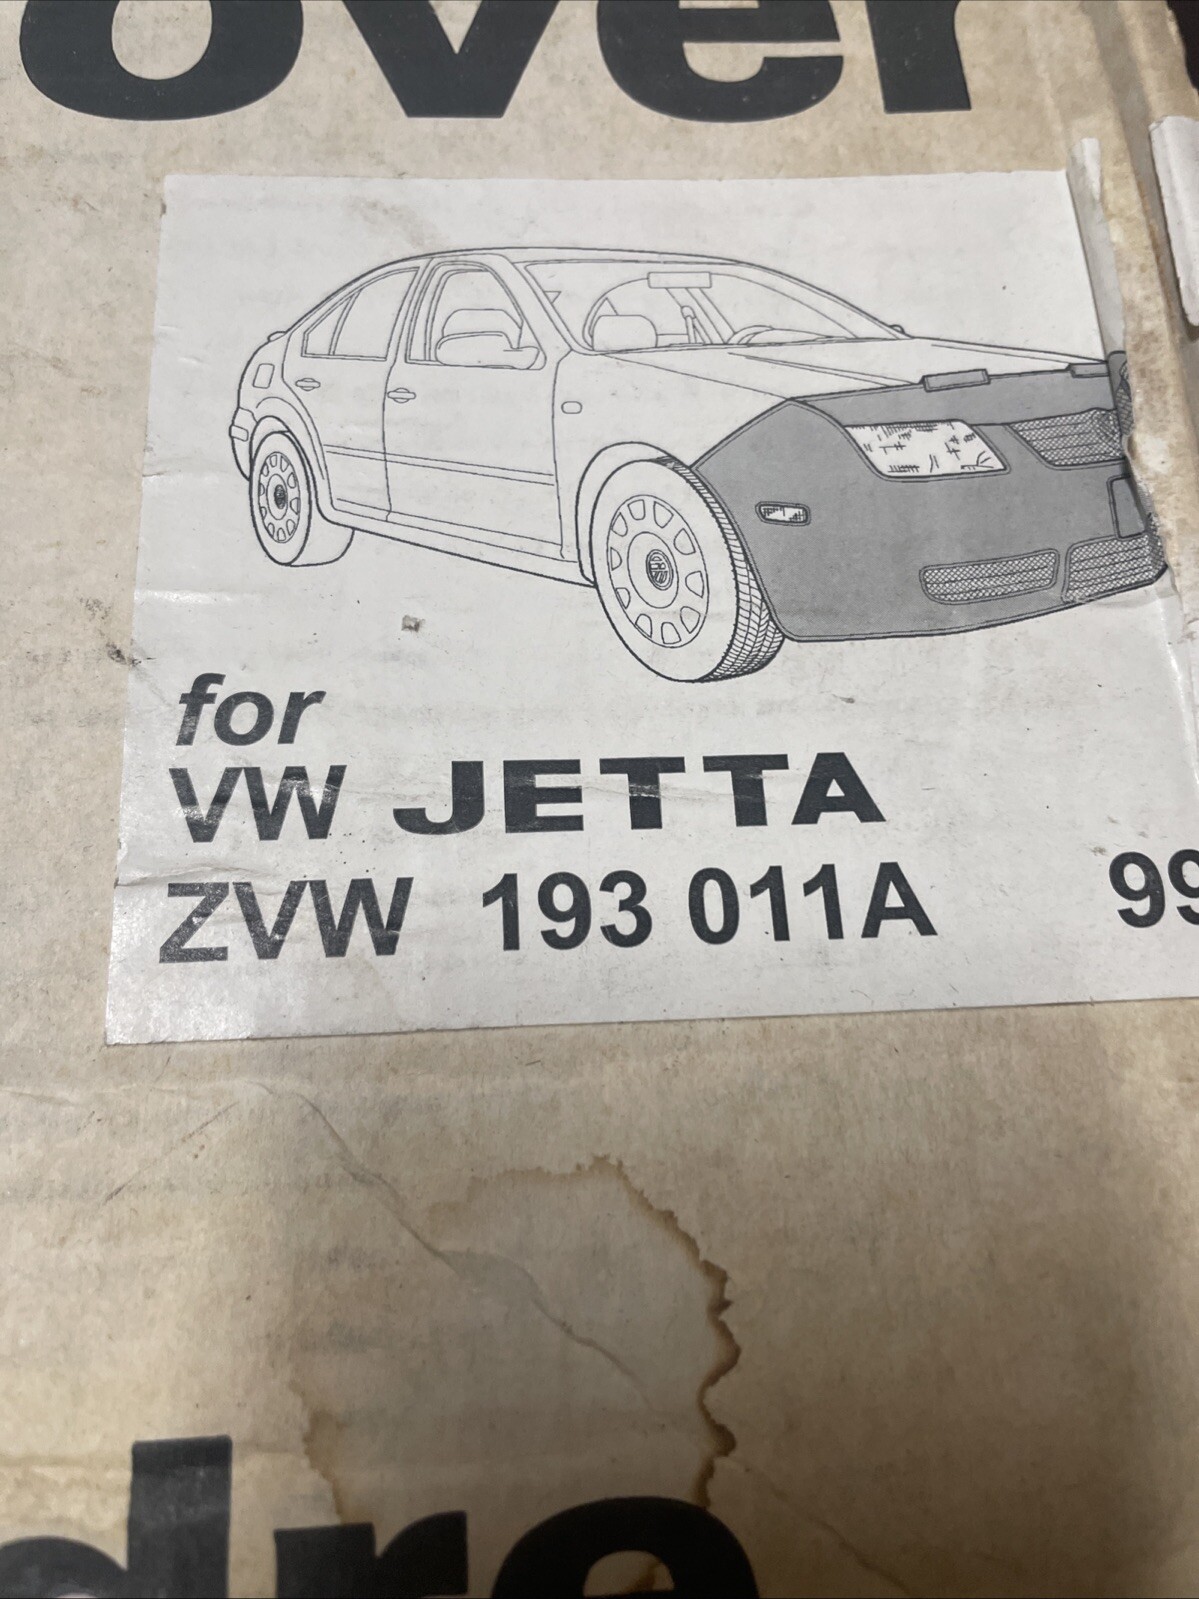 over
for
VW JETTA
ZVW 193 011A 99
dre